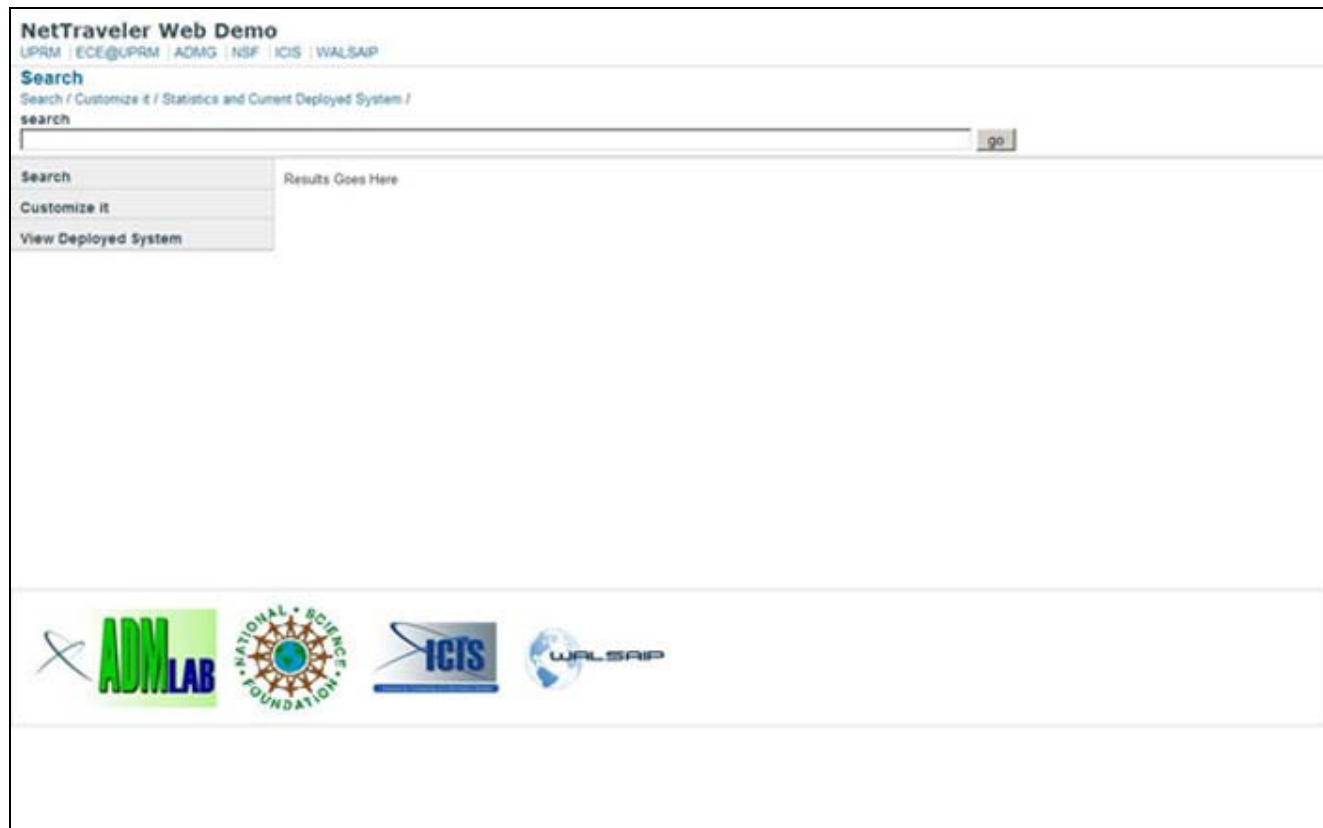 NetTraveler Web Demo
UPRM | ECE@UPRM | ADMG | NSF | ICIS | WALSAIP
Search
Search / Customize it / Statistics and Current Deployed System /
search
go
Search
Results Goes Here
Customize it
View Deployed System
ADMLAB
NATIONAL SCIENCE FOUNDATION
ICIS
WALSAIP